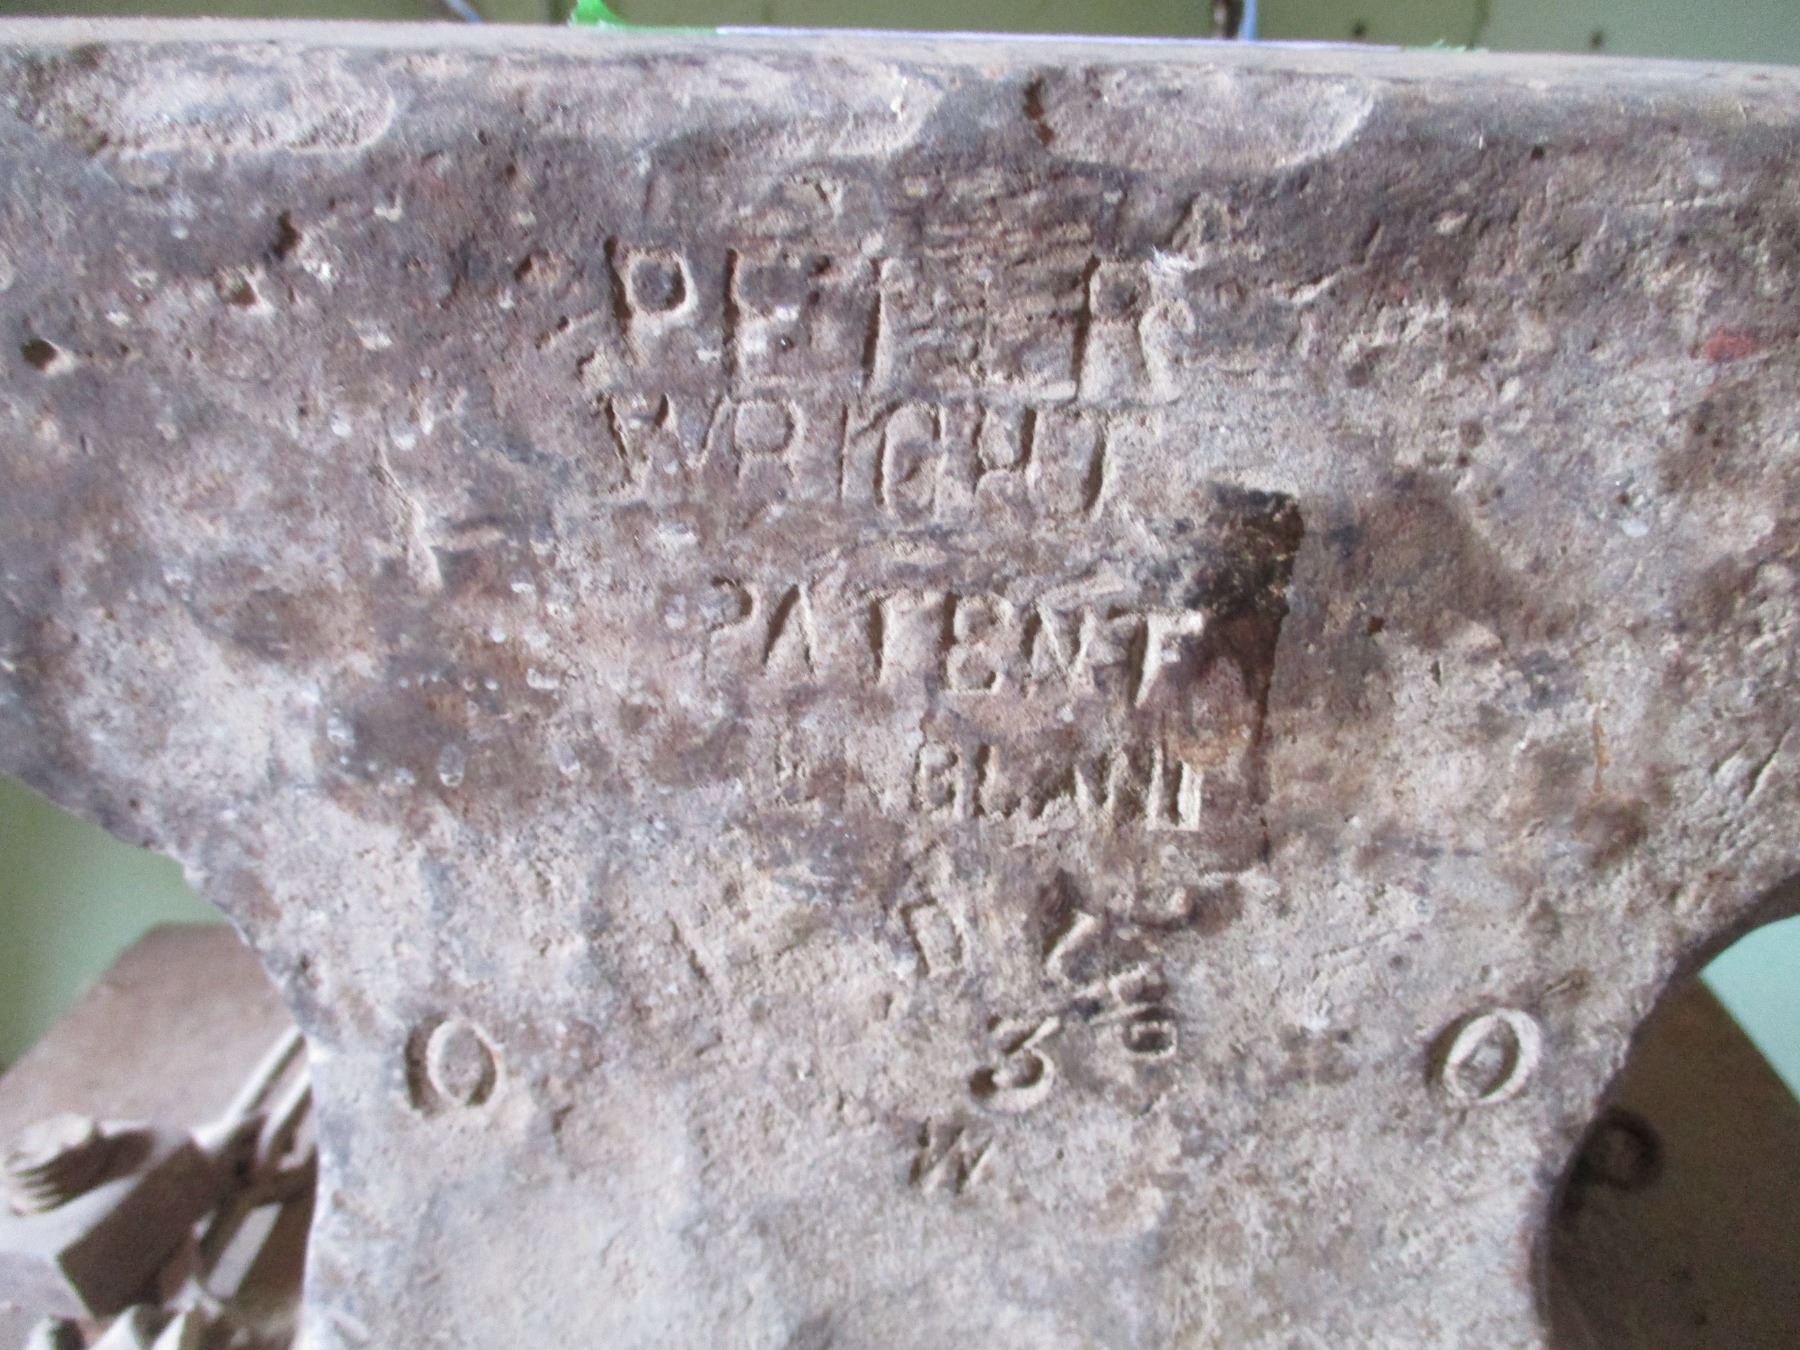 PETER
WRIGHT
PATENT
ENGLAND
0 3 0
W